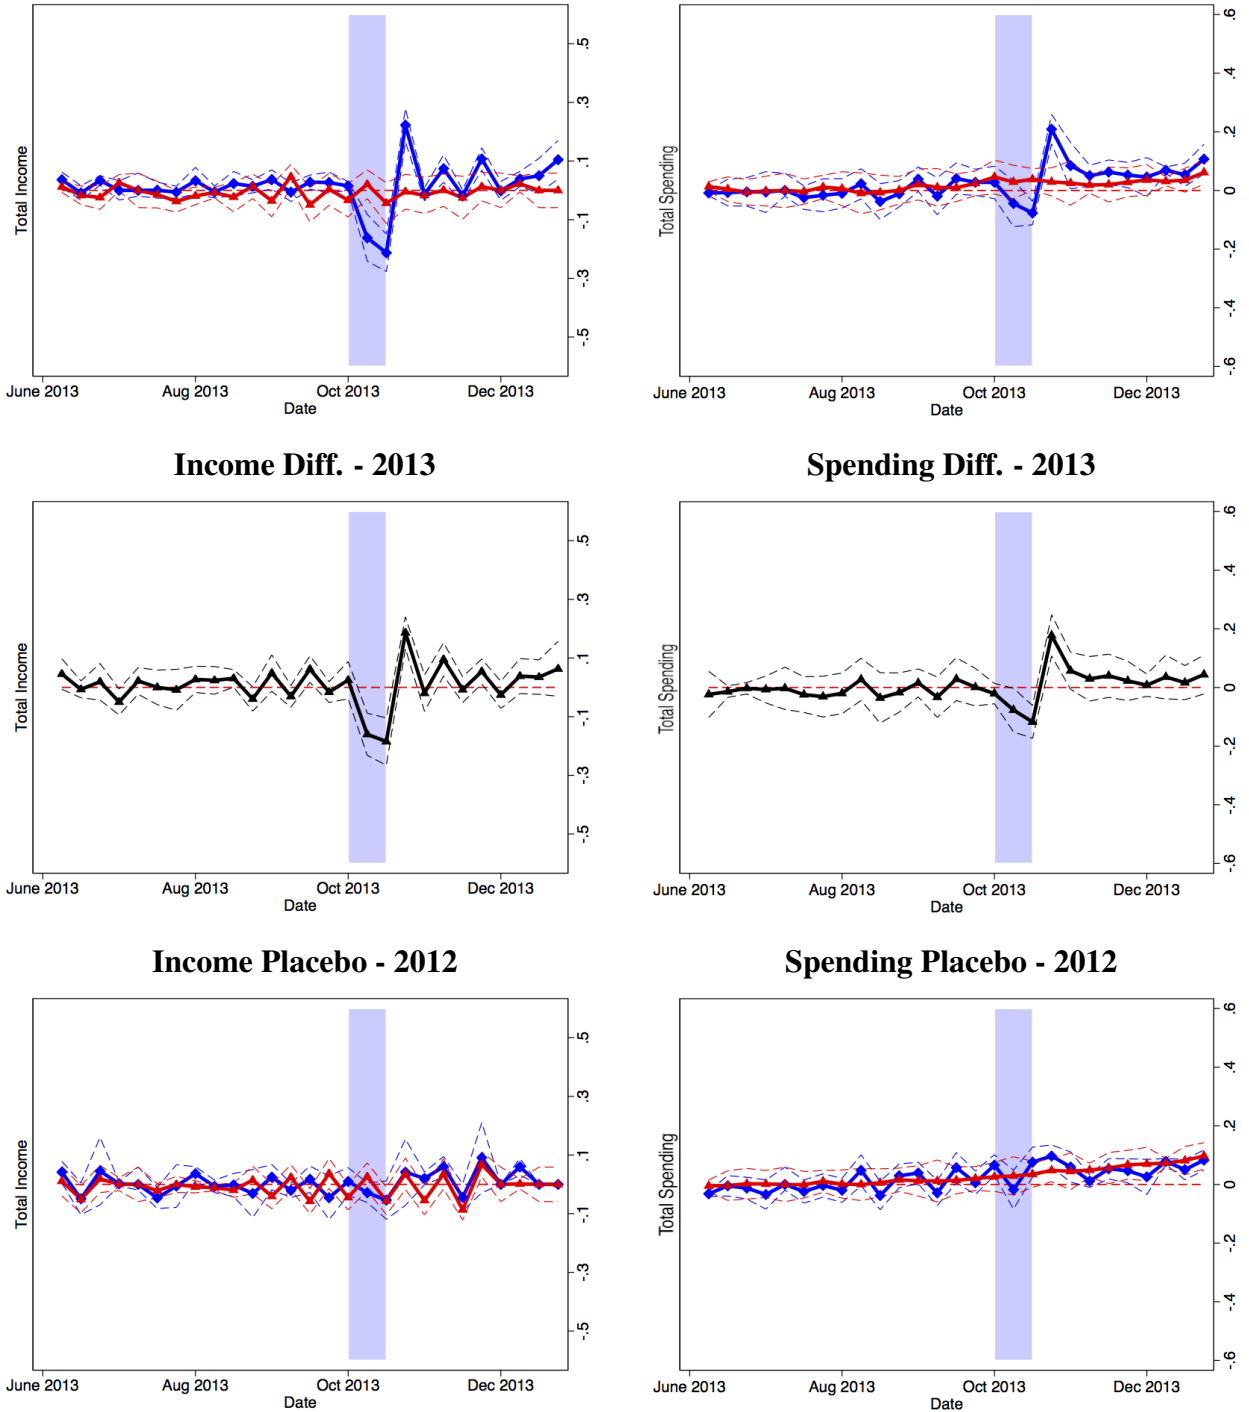 Total Income
.5
.3
.1
-.1
-.3
-.5
June 2013 Aug 2013 Oct 2013 Dec 2013
Date
Total Spending
.6
.4
.2
0
-.2
-.4
-.6
June 2013 Aug 2013 Oct 2013 Dec 2013
Date
Income Diff. - 2013
Total Income
.5
.3
.1
-.1
-.3
-.5
June 2013 Aug 2013 Oct 2013 Dec 2013
Date
Spending Diff. - 2013
Total Spending
.6
.4
.2
0
-.2
-.4
-.6
June 2013 Aug 2013 Oct 2013 Dec 2013
Date
Income Placebo - 2012
Total Income
.5
.3
.1
-.1
-.3
-.5
June 2013 Aug 2013 Oct 2013 Dec 2013
Date
Spending Placebo - 2012
Total Spending
.6
.4
.2
0
-.2
-.4
-.6
June 2013 Aug 2013 Oct 2013 Dec 2013
Date